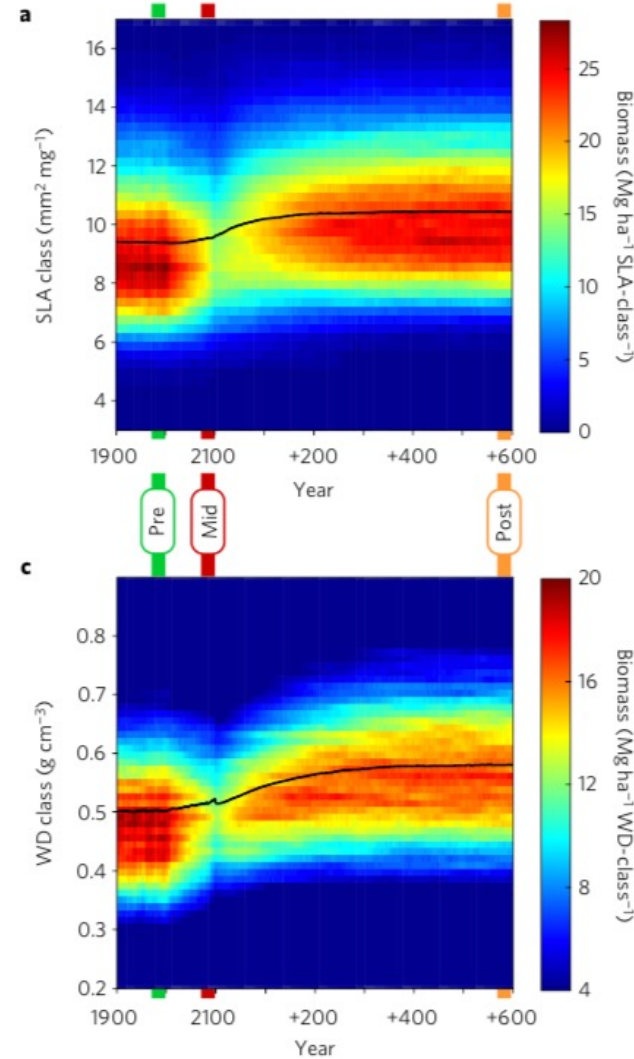 a
16
14
12
10
8
6
4
SLA class (mm² mg⁻¹)
25
20
15
10
5
0
Biomass (Mg ha⁻¹ SLA-class⁻¹)
1900 2100 +200 +400 +600
Year
Pre
Mid
Post
c
0.8
0.7
0.6
0.5
0.4
0.3
0.2
WD class (g cm⁻³)
20
16
12
8
4
Biomass (Mg ha⁻¹ WD-class⁻¹)
1900 2100 +200 +400 +600
Year